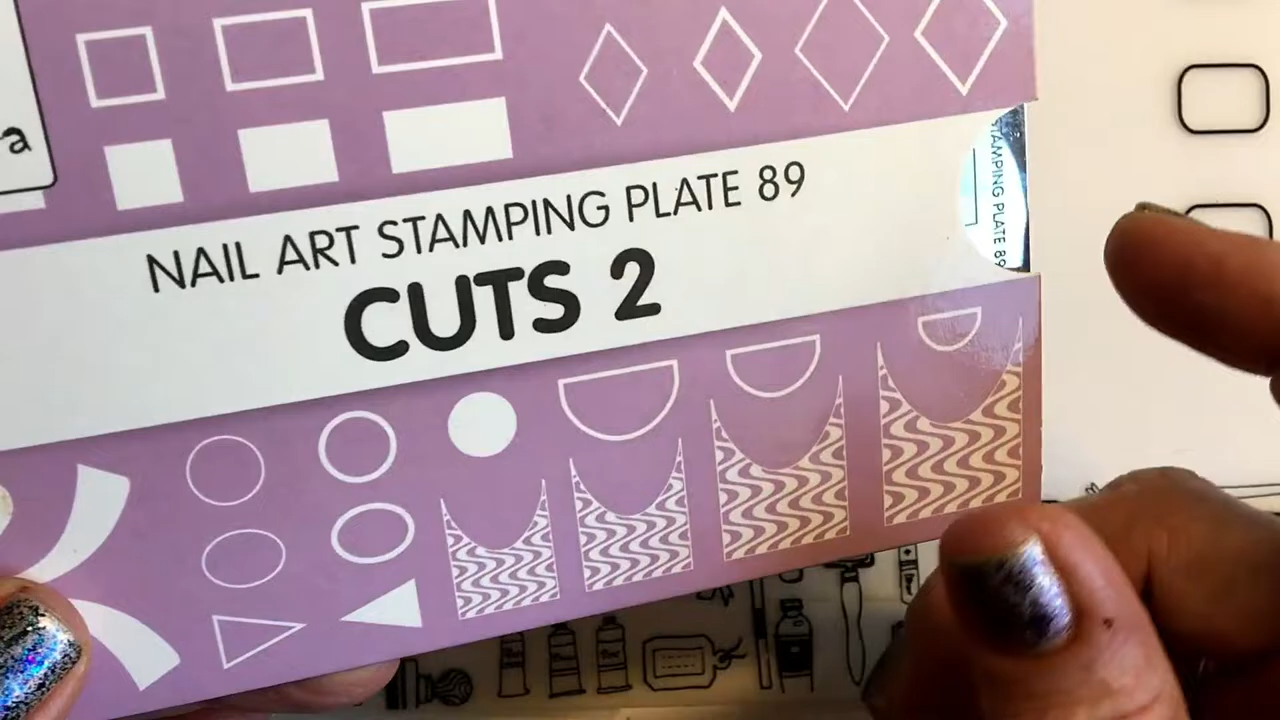 a
NAIL ART STAMPING PLATE 89
CUTS 2
STAMPING PLATE 89